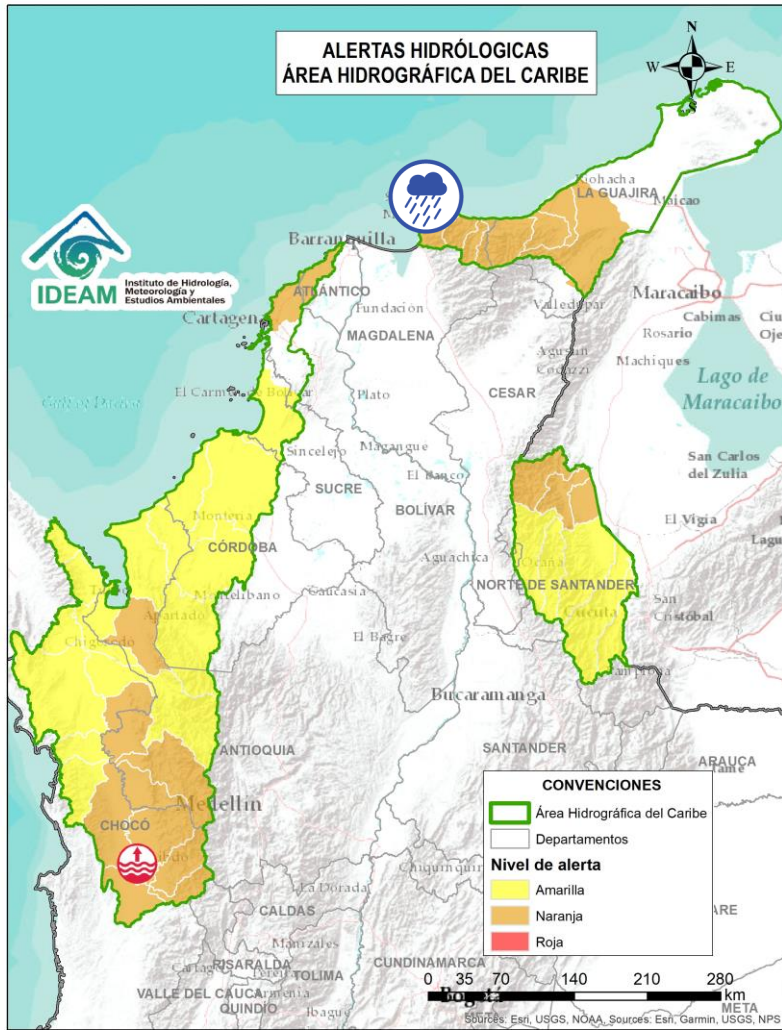 ALERTAS HIDRÓLOGICAS
ÁREA HIDROGRÁFICA DEL CARIBE
N
W E
S
IDEAM
Instituto de Hidrología,
Meteorología y
Estudios Ambientales
LA GUAJIRA
Maicao
Barranquilla
ATLÁNTICO
Fundación
Valledupar
Maracaibo
Cabimas
MAGDALENA
Rosario
Agustín
Codazzi
Machiques
El Carmen de Bolívar
Plato
CESAR
Lago de
Maracaibo
Sincelejo
Magangue
San Carlos
del Zulia
El Banco
SUCRE
BOLÍVAR
Montería
El Vigía
CÓRDOBA
Aguachica
Ocaña
NORTE DE SANTANDER
Caucasia
Cúcuta
San
Cristóbal
El Bagre
Bucaramanga
ANTIOQUIA
SANTANDER
ARAUCA
Medellín
CHOCÓ
CONVENCIONES
Área Hidrográfica del Caribe
Departamentos
Nivel de alerta
Amarilla
Naranja
Roja
La Dorada
CALDAS
Manizales
RISARALDA
TOLIMA
CUNDINAMARCA
VALLE DEL CAUCA
Armenia
QUINDÍO
Ibagué
Bogotá
META
0 35 70 140 210 280
km
Sources: Esri, USGS, NOAA, Sources: Esri, Garmin, USGS, NPS